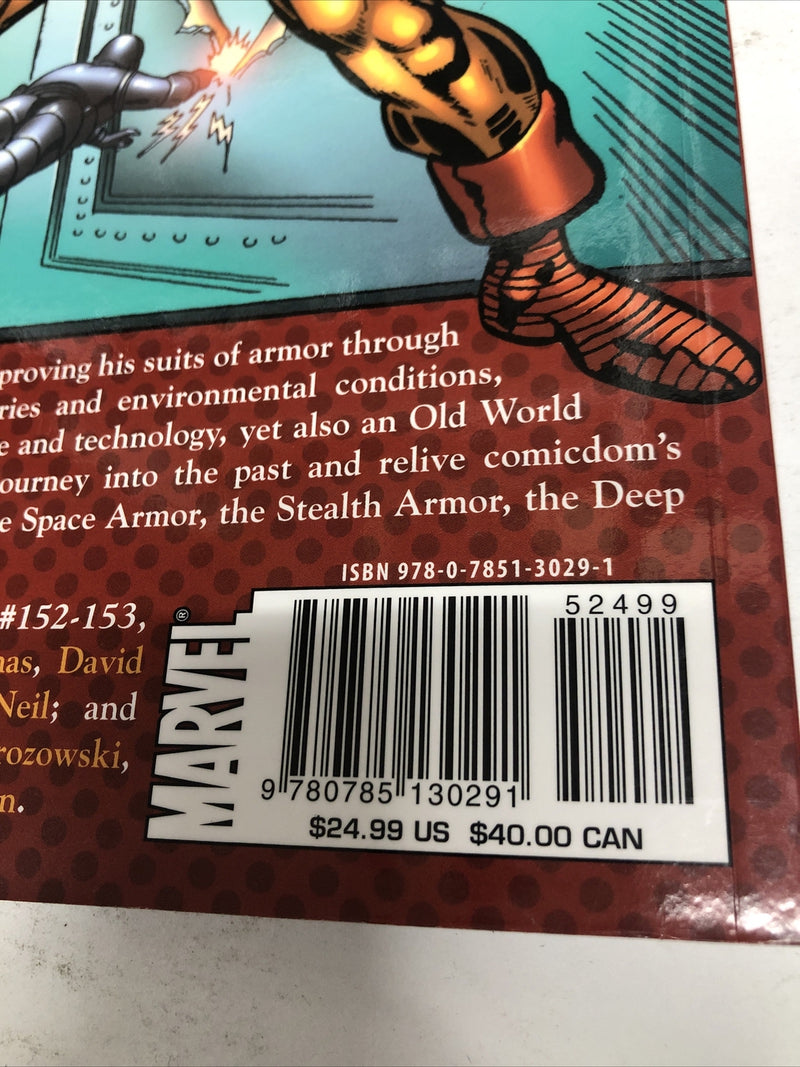 proving his suits of armor through
ries and environmental conditions,
e and technology, yet also an Old World
ourney into the past and relive comicdom's
e Space Armor, the Stealth Armor, the Deep
ISBN 978-0-7851-3029-1
#152-153,
nas, David
Neil; and
rozowski,
n.
MARVEL®
52499
9 780785 130291
$24.99 US $40.00 CAN